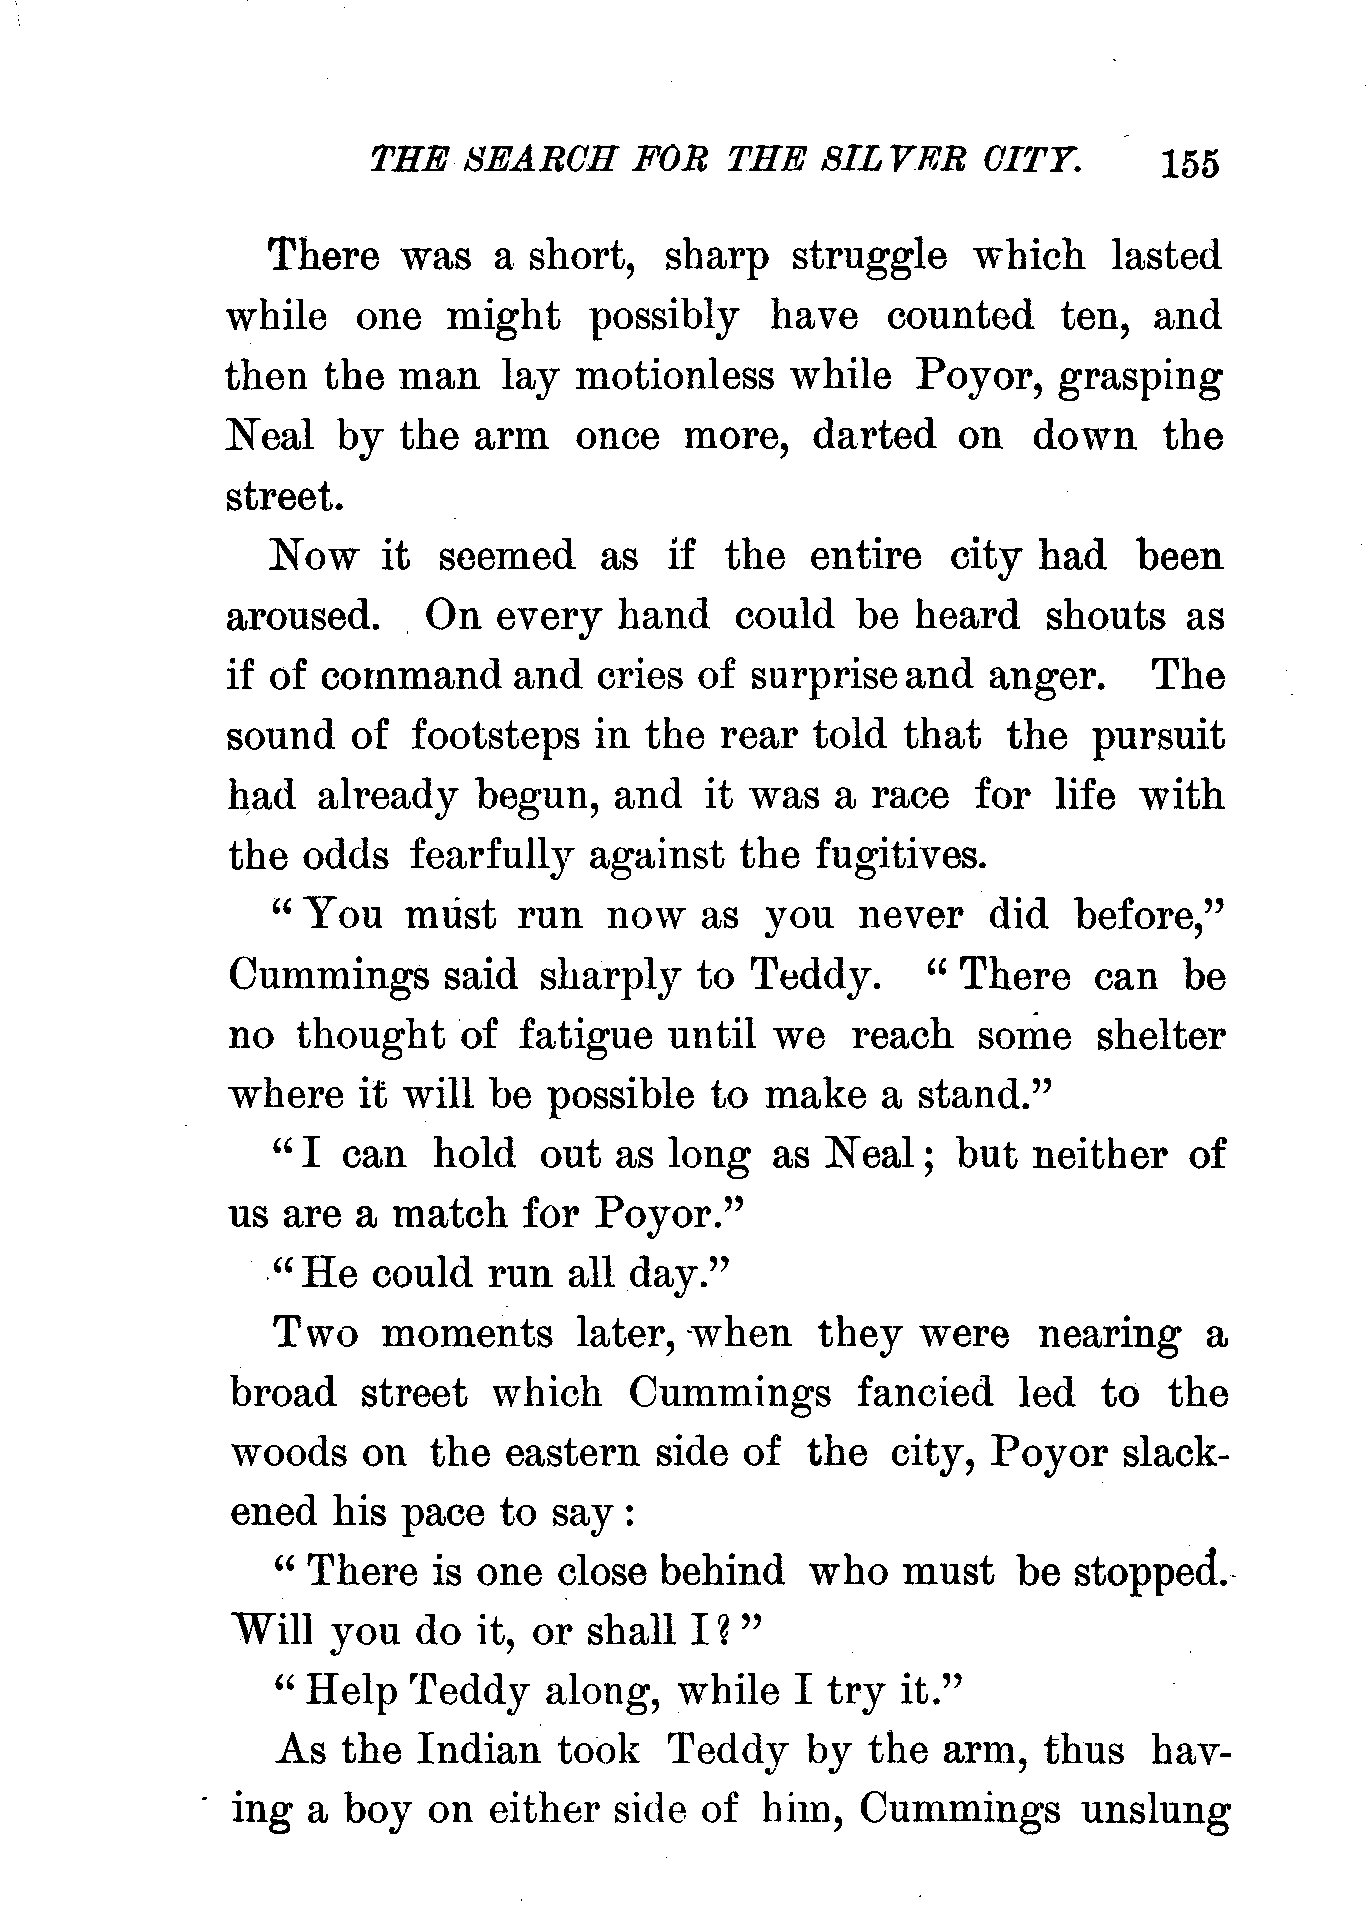 THE SEARCH FOR THE SILVER CITY. 155
There was a short, sharp struggle which lasted
while one might possibly have counted ten, and
then the man lay motionless while Poyor, grasping
Neal by the arm once more, darted on down the
street.
Now it seemed as if the entire city had been
aroused. On every hand could be heard shouts as
if of command and cries of surprise and anger. The
sound of footsteps in the rear told that the pursuit
had already begun, and it was a race for life with
the odds fearfully against the fugitives.
“You must run now as you never did before,”
Cummings said sharply to Teddy. “There can be
no thought of fatigue until we reach some shelter
where it will be possible to make a stand.”
“I can hold out as long as Neal; but neither of
us are a match for Poyor.”
“He could run all day.”
Two moments later, when they were nearing a
broad street which Cummings fancied led to the
woods on the eastern side of the city, Poyor slack-
ened his pace to say:
“There is one close behind who must be stopped.
Will you do it, or shall I?”
“Help Teddy along, while I try it.”
As the Indian took Teddy by the arm, thus hav-
ing a boy on either side of him, Cummings unslung